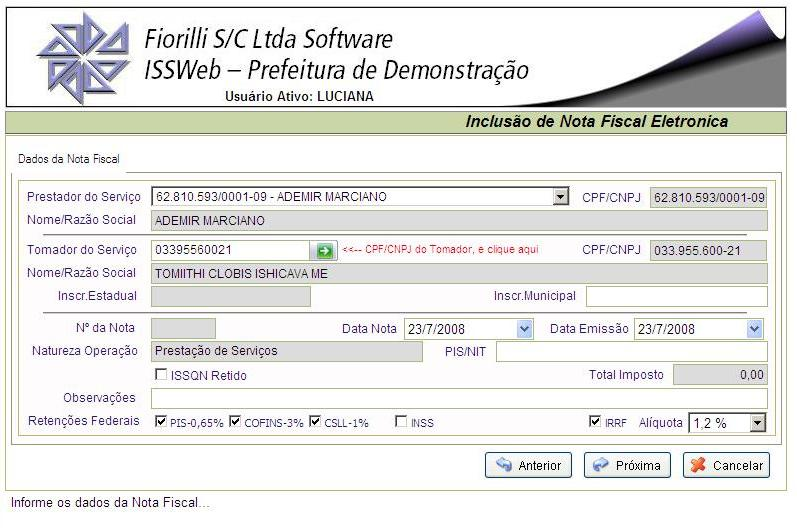 Fiorilli S/C Ltda Software
ISSWeb – Prefeitura de Demonstração
Usuário Ativo: LUCIANA
Inclusão de Nota Fiscal Eletronica
Dados da Nota Fiscal
Prestador do Serviço 62.810.593/0001-09 - ADEMIR MARCIANO CPF/CNPJ 62.810.593/0001-09
Nome/Razão Social ADEMIR MARCIANO
Tomador do Serviço 03395560021 <<-- CPF/CNPJ do Tomador, e clique aqui CPF/CNPJ 033.955.600-21
Nome/Razão Social TOMIITHI CLOBIS ISHICAVA ME
Inscr.Estadual Inscr.Municipal
Nº da Nota Data Nota 23/7/2008 Data Emissão 23/7/2008
Natureza Operação Prestação de Serviços PIS/NIT
ISSQN Retido Total Imposto 0,00
Observações
Retenções Federais PIS-0,65% COFINS-3% CSLL-1% INSS IRRF Alíquota 1,2 %
Anterior Próxima Cancelar
Informe os dados da Nota Fiscal...